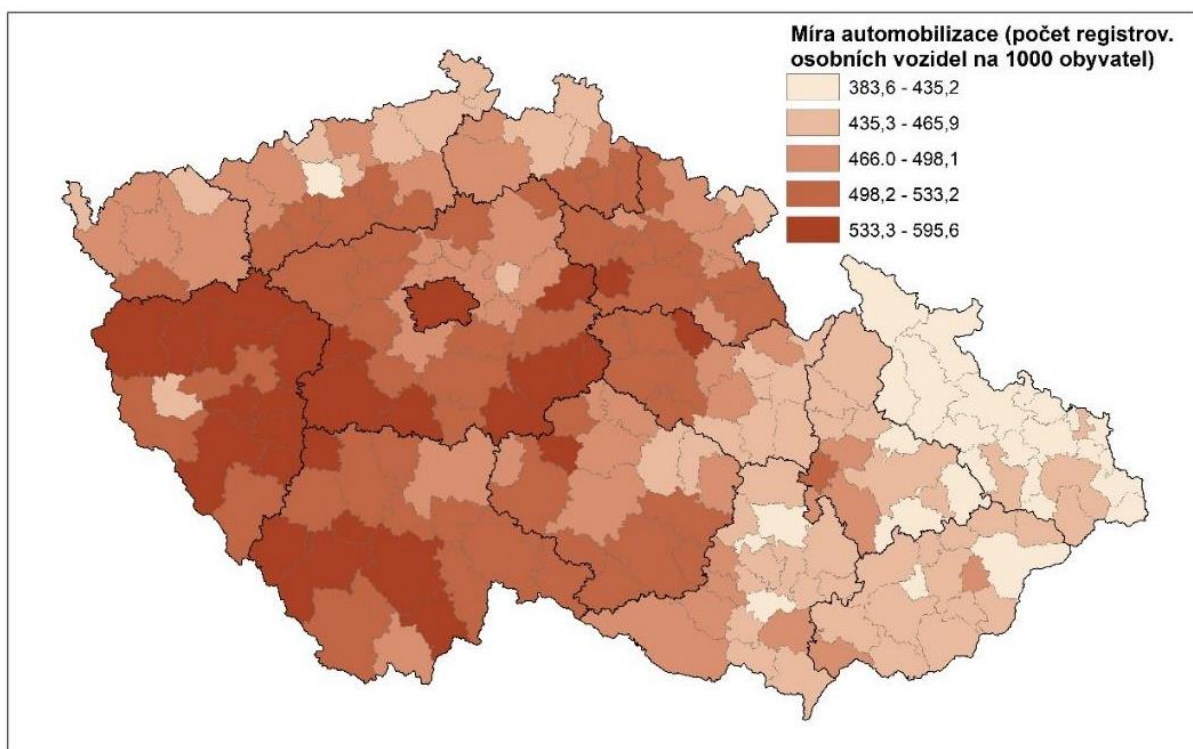 Míra automobilizace (počet registrov.
osobních vozidel na 1000 obyvatel)
383,6 - 435,2
435,3 - 465,9
466.0 - 498,1
498,2 - 533,2
533,3 - 595,6